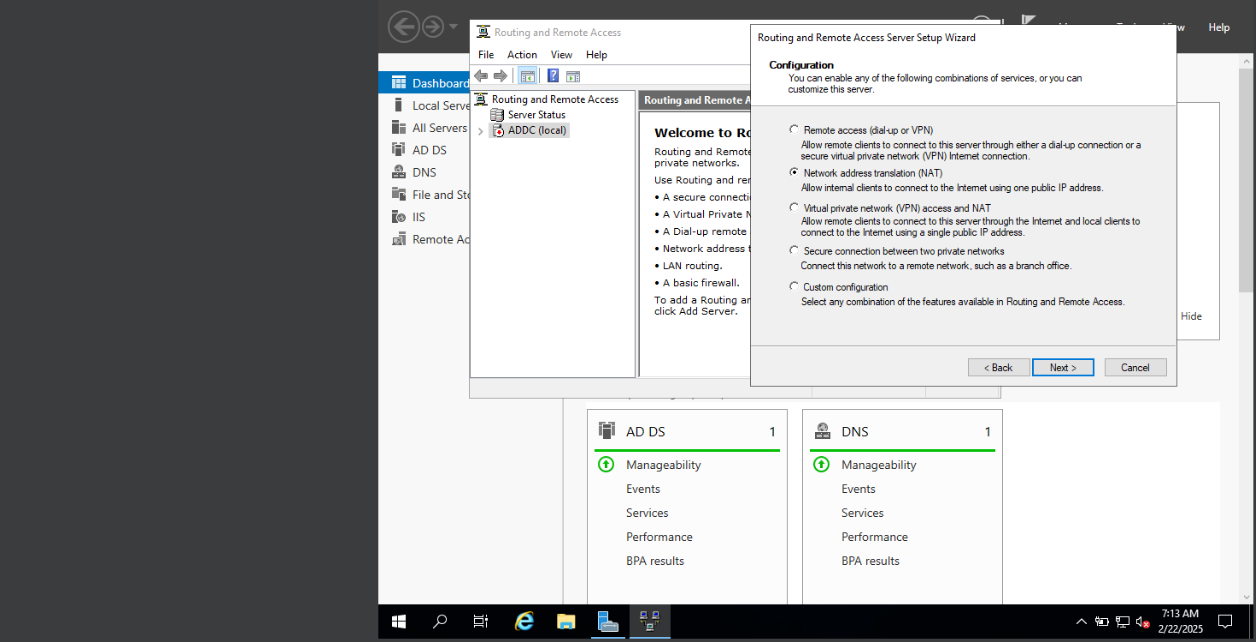 Routing and Remote Access
File Action View Help
Routing and Remote Access
Server Status
ADDC (local)
Routing and Remote A
Welcome to Ro
Routing and Remote
private networks.
Use Routing and rem
• A secure connecti
• A Virtual Private N
• A Dial-up remote
• Network address t
• LAN routing.
• A basic firewall.
To add a Routing an
click Add Server.
Routing and Remote Access Server Setup Wizard
Configuration
You can enable any of the following combinations of services, or you can
customize this server.
Remote access (dial-up or VPN)
Allow remote clients to connect to this server through either a dial-up connection or a
secure virtual private network (VPN) Internet connection.
Network address translation (NAT)
Allow internal clients to connect to the Internet using one public IP address.
Virtual private network (VPN) access and NAT
Allow remote clients to connect to this server through the Internet and local clients to
connect to the Internet using a single public IP address.
Secure connection between two private networks
Connect this network to a remote network, such as a branch office.
Custom configuration
Select any combination of the features available in Routing and Remote Access.
< Back Next > Cancel
Help
Hide
Dashboard
Local Serve
All Servers
AD DS
DNS
File and Sto
IIS
Remote Ac
AD DS 1
Manageability
Events
Services
Performance
BPA results
DNS 1
Manageability
Events
Services
Performance
BPA results
7:13 AM
2/22/2025